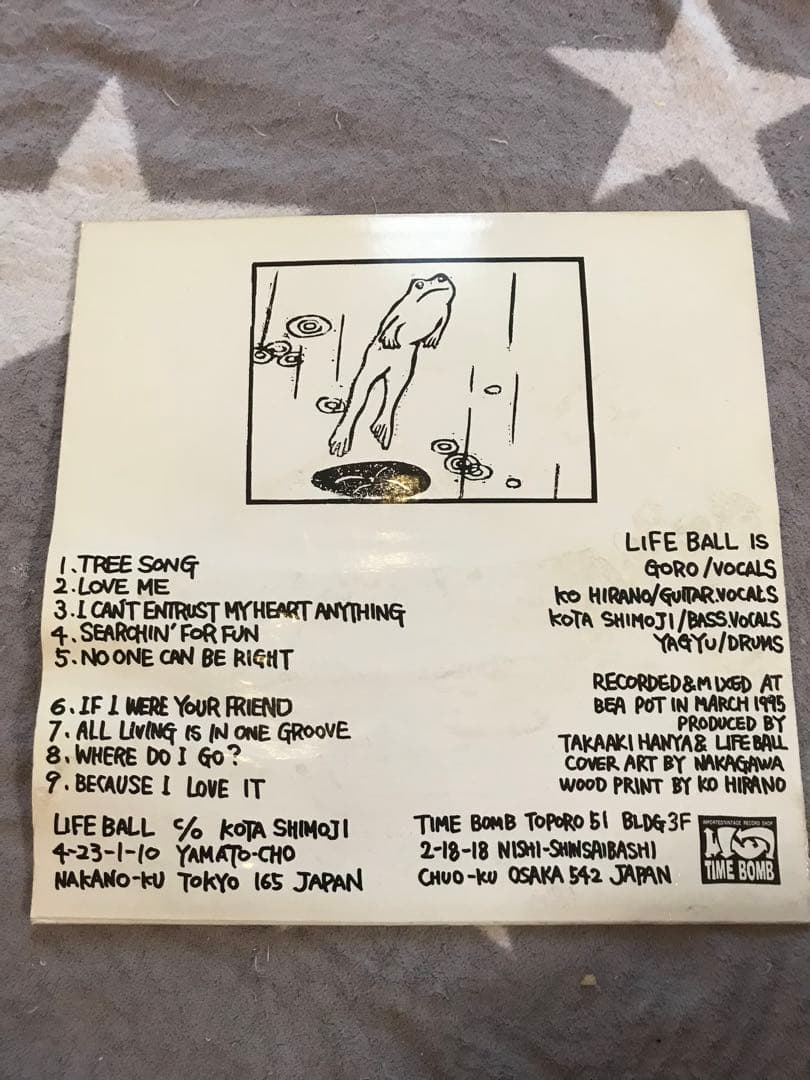 1. TREE SONG
2. LOVE ME
3. I CAN'T ENTRUST MY HEART ANYTHING
4. SEARCHIN' FOR FUN
5. NO ONE CAN BE RIGHT
6. IF I WERE YOUR FRIEND
7. ALL LIVING IS IN ONE GROOVE
8. WHERE DO I GO?
9. BECAUSE I LOVE IT
LIFE BALL IS
GORO/VOCALS
KO HIRANO/GUITAR.VOCALS
KOTA SHIMOJI/BASS.VOCALS
YAGYU/DRUMS
RECORDED&MIXED AT
BEA POT IN MARCH 1995
PRODUCED BY
TAKAAKI HANYA & LIFE BALL
COVER ART BY NAKAGAWA
WOOD PRINT BY KO HIRANO
LIFE BALL c/o KOTA SHIMOJI
4-23-1-10 YAMATO-CHO
NAKANO-KU TOKYO 165 JAPAN
TIME BOMB TOPORO 51 BLDG 3F
2-18-18 NISHI-SHINSAIBASHI
CHUO-KU OSAKA 542 JAPAN
IMPORTED/VINTAGE RECORD SHOP
TIME BOMB